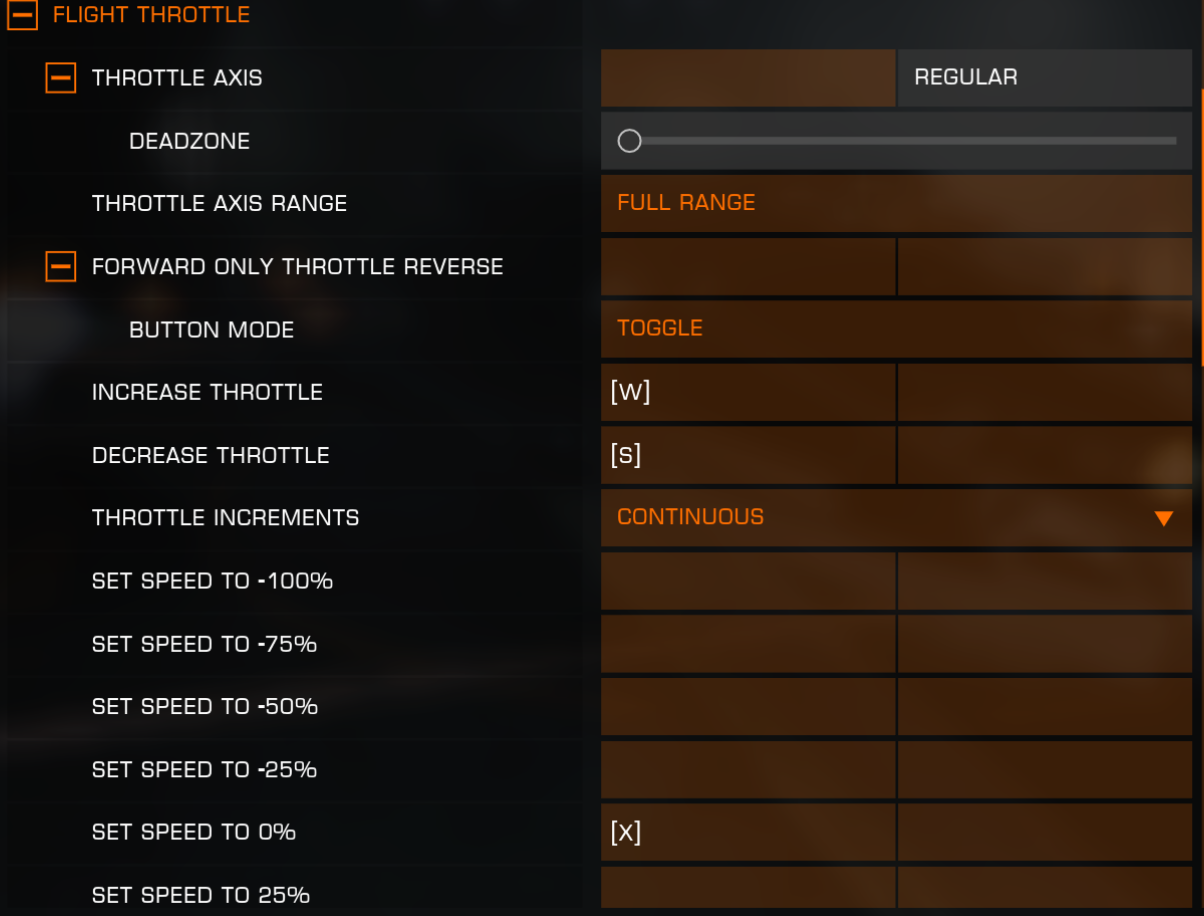 FLIGHT THROTTLE
THROTTLE AXIS REGULAR
DEADZONE
THROTTLE AXIS RANGE FULL RANGE
FORWARD ONLY THROTTLE REVERSE
BUTTON MODE TOGGLE
INCREASE THROTTLE [W]
DECREASE THROTTLE [S]
THROTTLE INCREMENTS CONTINUOUS
SET SPEED TO -100%
SET SPEED TO -75%
SET SPEED TO -50%
SET SPEED TO -25%
SET SPEED TO 0% [X]
SET SPEED TO 25%